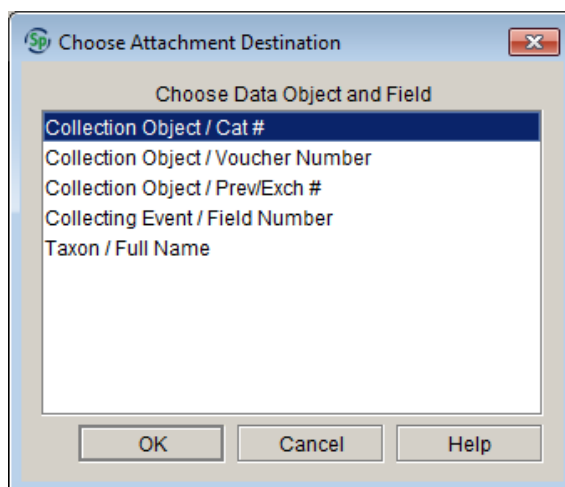 Sp Choose Attachment Destination
Choose Data Object and Field
Collection Object / Cat #
Collection Object / Voucher Number
Collection Object / Prev/Exch #
Collecting Event / Field Number
Taxon / Full Name
OK Cancel Help